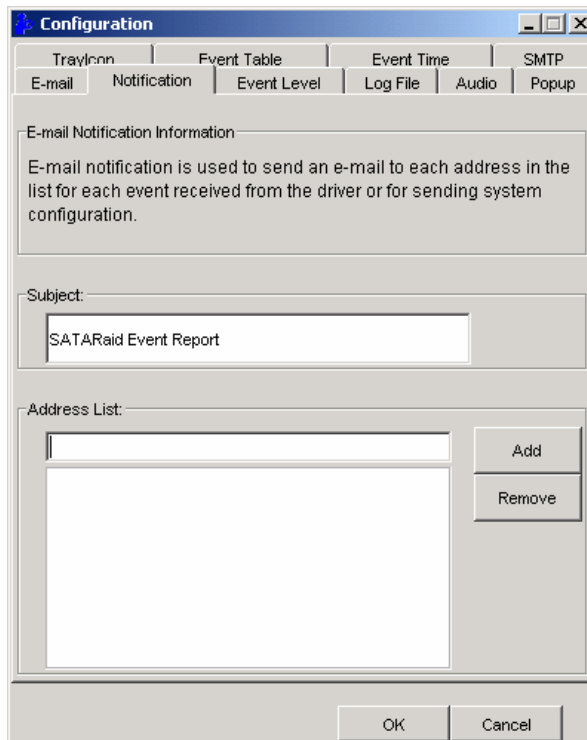 Configuration
TrayIcon Event Table Event Time SMTP
E-mail Notification Event Level Log File Audio Popup
E-mail Notification Information
E-mail notification is used to send an e-mail to each address in the
list for each event received from the driver or for sending system
configuration.
Subject:
SATARaid Event Report
Address List:
Add
Remove
OK Cancel